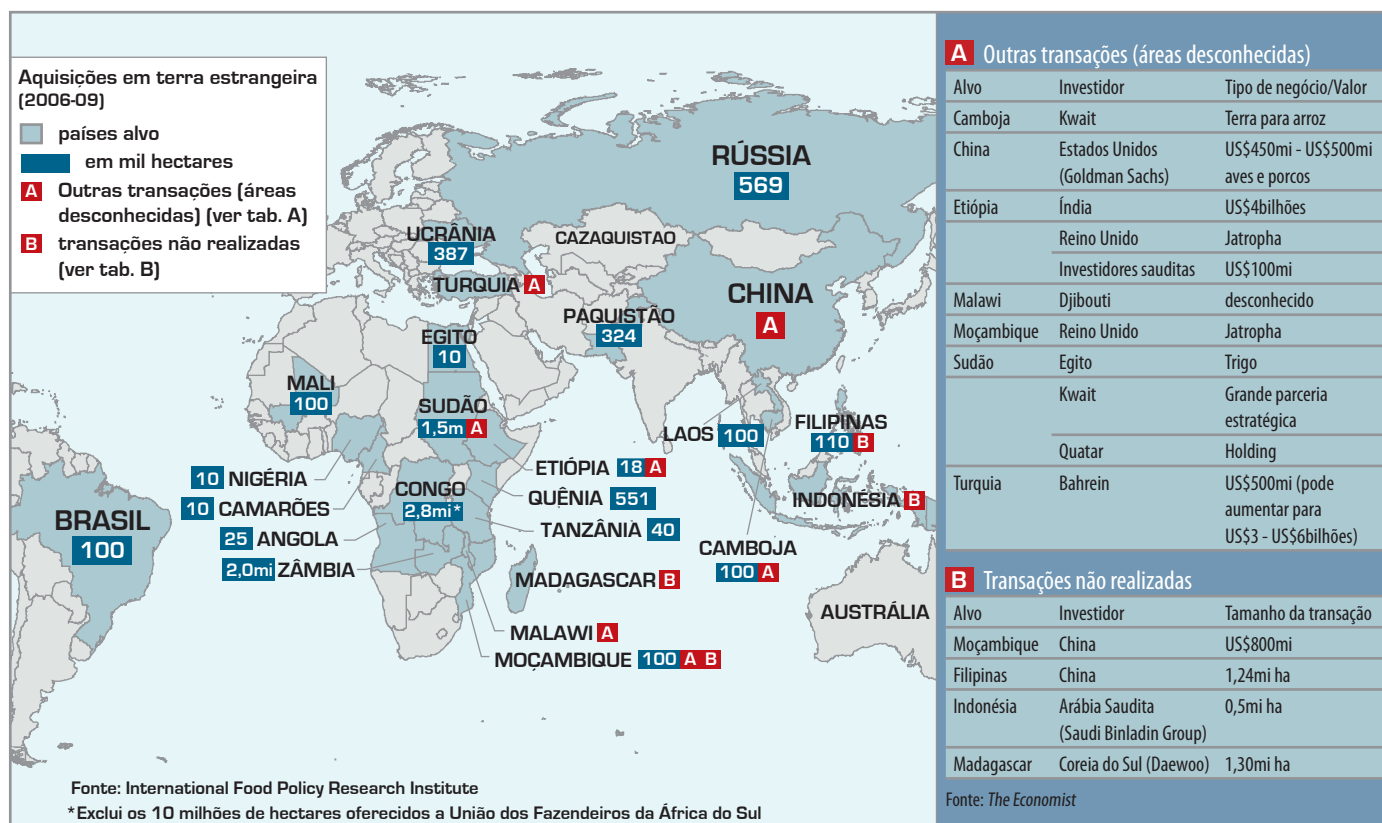 Aquisições em terra estrangeira
(2006-09)
países alvo
em mil hectares
A Outras transações (áreas
desconhecidas) (ver tab. A)
B transações não realizadas
(ver tab. B)
RÚSSIA
569
UCRÂNIA
387
CAZAQUISTAO
TURQUIA A
CHINA
A
PAQUISTÃO
324
EGITO
10
MALI
100
SUDÃO
1,5m A
LAOS 100
FILIPINAS
110 B
ETIÓPIA 18 A
10 NIGÉRIA
CONGO
2,8mi*
QUÊNIA 551
INDONÉSIA B
10 CAMARÕES
BRASIL
100
TANZÂNIA 40
25 ANGOLA
CAMBOJA
100 A
2,0mi ZÂMBIA
MADAGASCAR B
AUSTRÁLIA
MALAWI A
MOÇAMBIQUE 100 A B
Fonte: International Food Policy Research Institute
*Exclui os 10 milhões de hectares oferecidos a União dos Fazendeiros da África do Sul
A Outras transações (áreas desconhecidas)
Alvo Investidor Tipo de negócio/Valor
Camboja Kwait Terra para arroz
China Estados Unidos US$450mi - US$500mi
(Goldman Sachs) aves e porcos
Etiópia Índia US$4bilhões
Reino Unido Jatropha
Investidores sauditas US$100mi
Malawi Djibouti desconhecido
Moçambique Reino Unido Jatropha
Sudão Egito Trigo
Kwait Grande parceria
estratégica
Quatar Holding
Turquia Bahrein US$500mi (pode
aumentar para
US$3 - US$6bilhões)
B Transações não realizadas
Alvo Investidor Tamanho da transação
Moçambique China US$800mi
Filipinas China 1,24mi ha
Indonésia Arábia Saudita 0,5mi ha
(Saudi Binladin Group)
Madagascar Coreia do Sul (Daewoo) 1,30mi ha
Fonte: The Economist